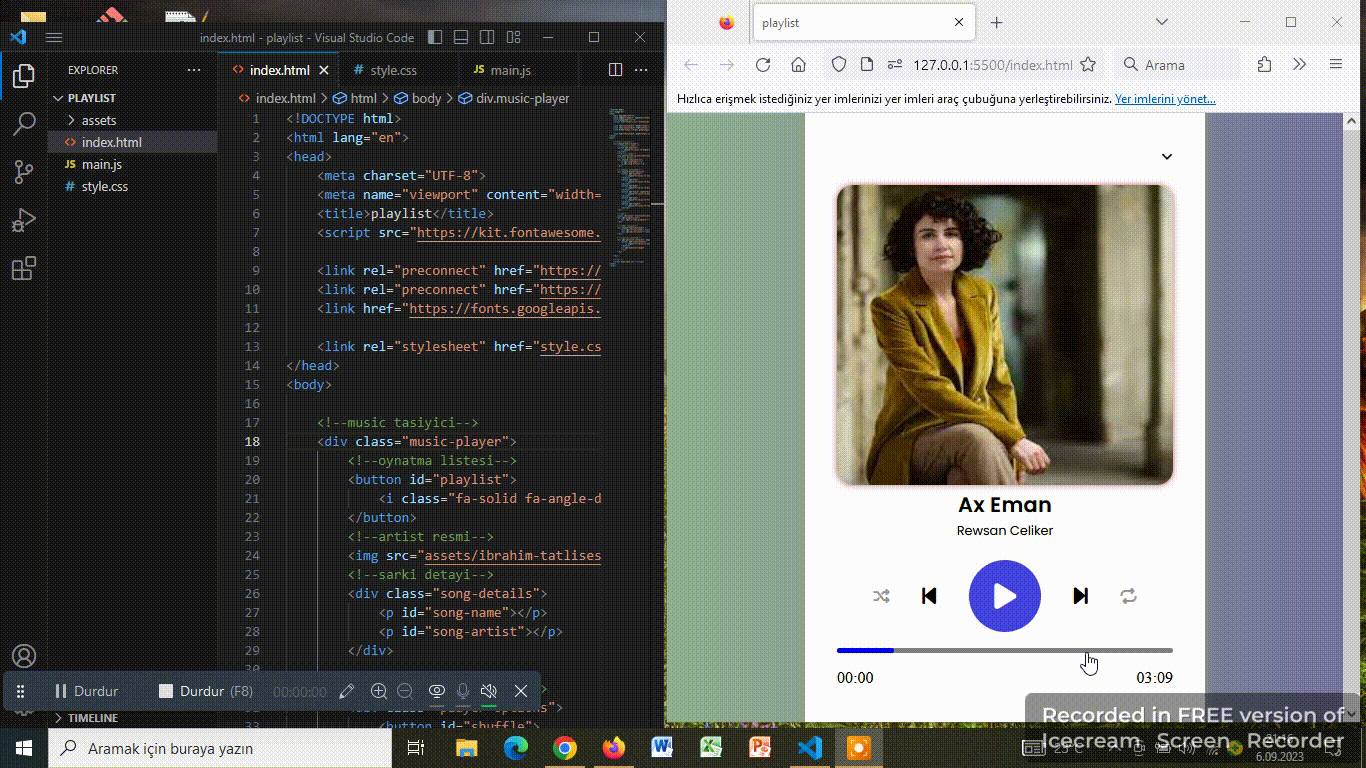 index.html - playlist - Visual Studio Code
EXPLORER
PLAYLIST
assets
index.html
main.js
style.css
TIMELINE
index.html
style.css
main.js
index.html > html > body > div.music-player
1 <!DOCTYPE html>
2 <html lang="en">
3 <head>
4 <meta charset="UTF-8">
5 <meta name="viewport" content="width=
6 <title>playlist</title>
7 <script src="https://kit.fontawesome.
8
9 <link rel="preconnect" href="https://
10 <link rel="preconnect" href="https://
11 <link href="https://fonts.googleapis.
12
13 <link rel="stylesheet" href="style.cs
14 </head>
15 <body>
16
17 <!--music tasiyici-->
18 <div class="music-player">
19 <!--oynatma listesi-->
20 <button id="playlist">
21 <i class="fa-solid fa-angle-d
22 </button>
23 <!--artist resmi-->
24 <img src="assets/ibrahim-tatlises
25 <!--sarki detayi-->
26 <div class="song-details">
27 <p id="song-name"></p>
28 <p id="song-artist"></p>
29 </div>
30
33 <button id="shuffle">
Durdur
Durdur (F8)
00:00:00
playlist
127.0.0.1:5500/index.html
Arama
Hızlıca erişmek istediğiniz yer imlerinizi yer imleri araç çubuğuna yerleştirebilirsiniz. Yer imlerini yönet...
Ax Eman
Rewsan Celiker
00:00
03:09
Recorded in FREE version of
Icecream Screen Recorder
Aramak için buraya yazın
6.09.2023